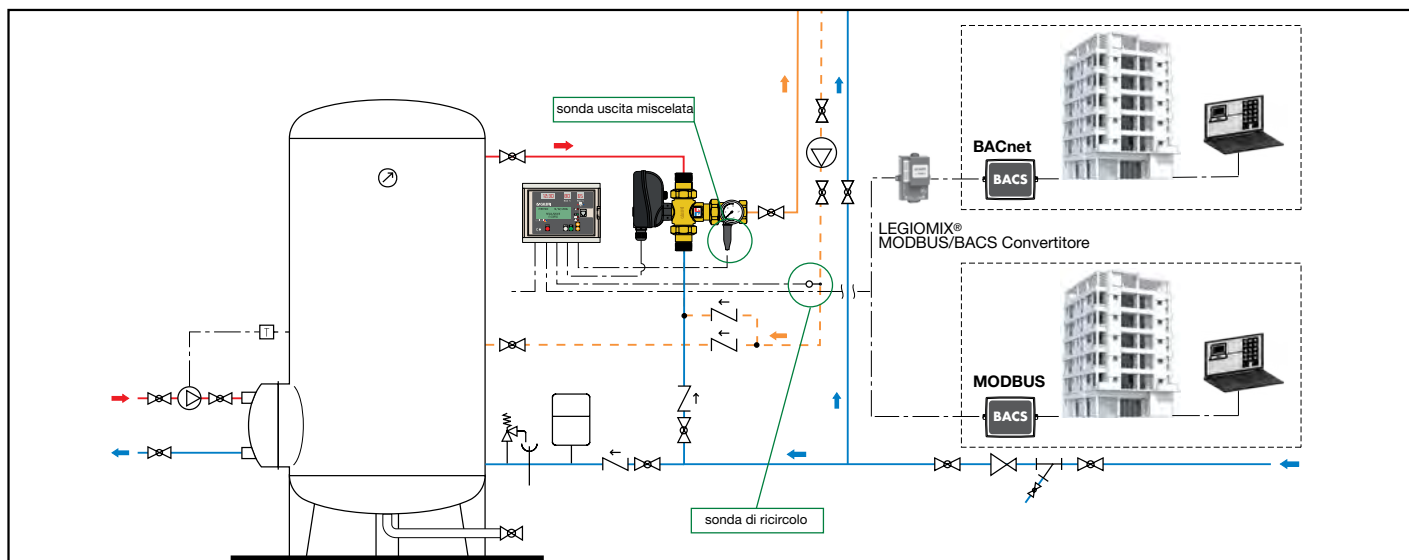 sonda uscita miscelata
BACnet
BACS
LEGIOMIX®
MODBUS/BACS Convertitore
T
MODBUS
BACS
sonda di ricircolo